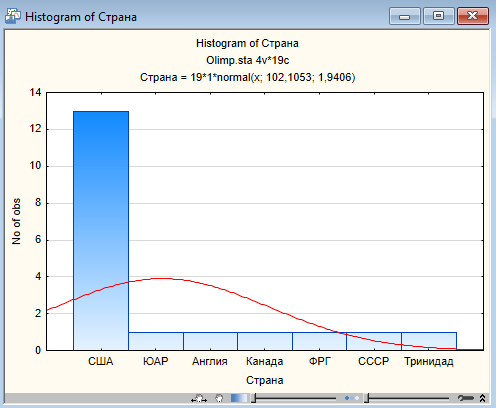 Histogram of Страна
Histogram of Страна
Olimp.sta 4v*19c
Страна = 19*1*normal(x; 102,1053; 1,9406)
14
12
10
8
6
4
2
0
No of obs
США ЮАР Англия Канада ФРГ СССР Тринидад
Страна